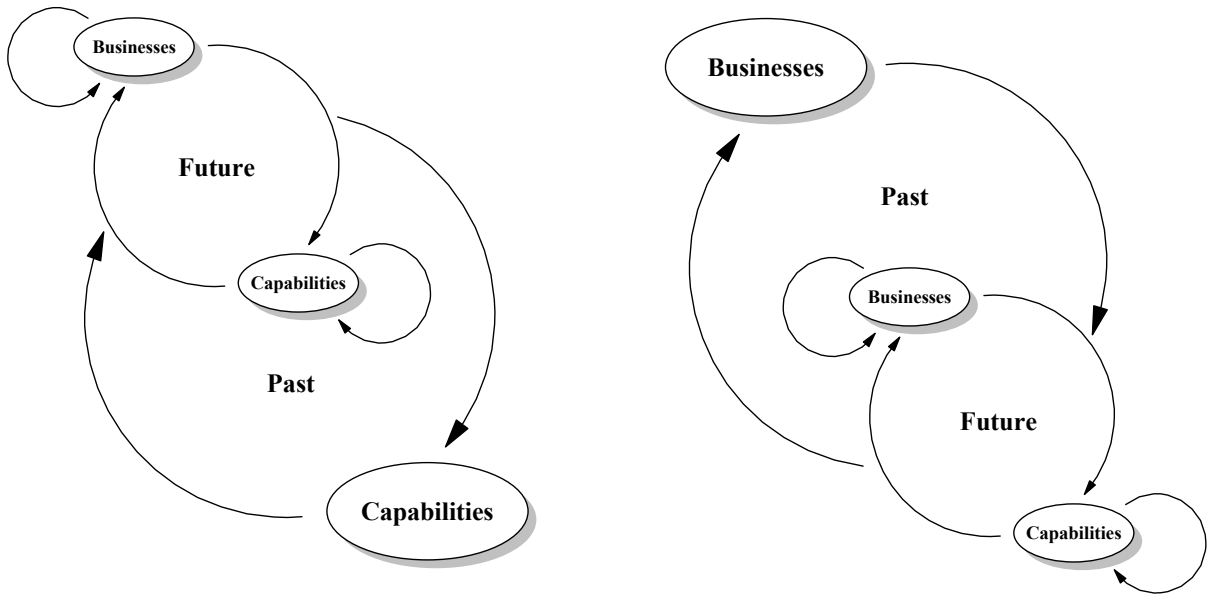 Businesses
Future
Capabilities
Past
Capabilities
Businesses
Past
Businesses
Future
Capabilities